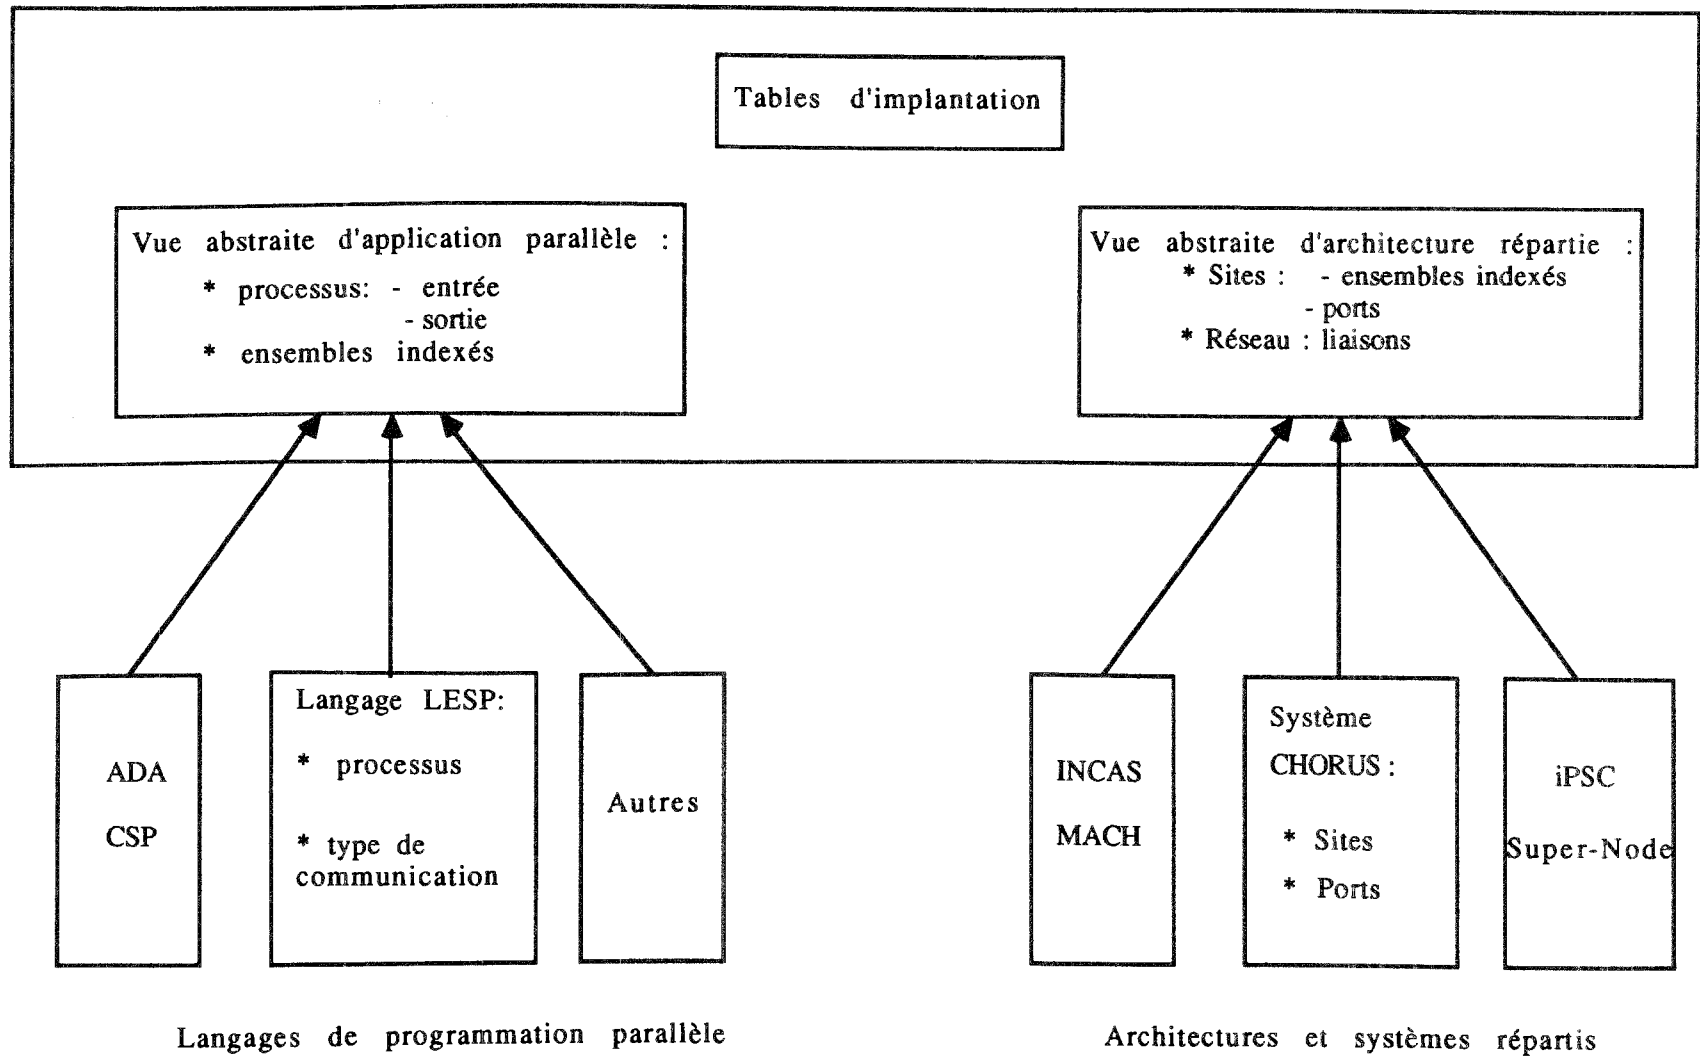 Tables d'implantation
Vue abstraite d'application parallèle :
* processus: - entrée
- sortie
* ensembles indexés
Vue abstraite d'architecture répartie :
* Sites : - ensembles indexés
- ports
* Réseau : liaisons
ADA
CSP
Langage LESP:
* processus
* type de
communication
Autres
INCAS
MACH
Système
CHORUS :
* Sites
* Ports
iPSC
Super-Node
Langages de programmation parallèle
Architectures et systèmes répartis